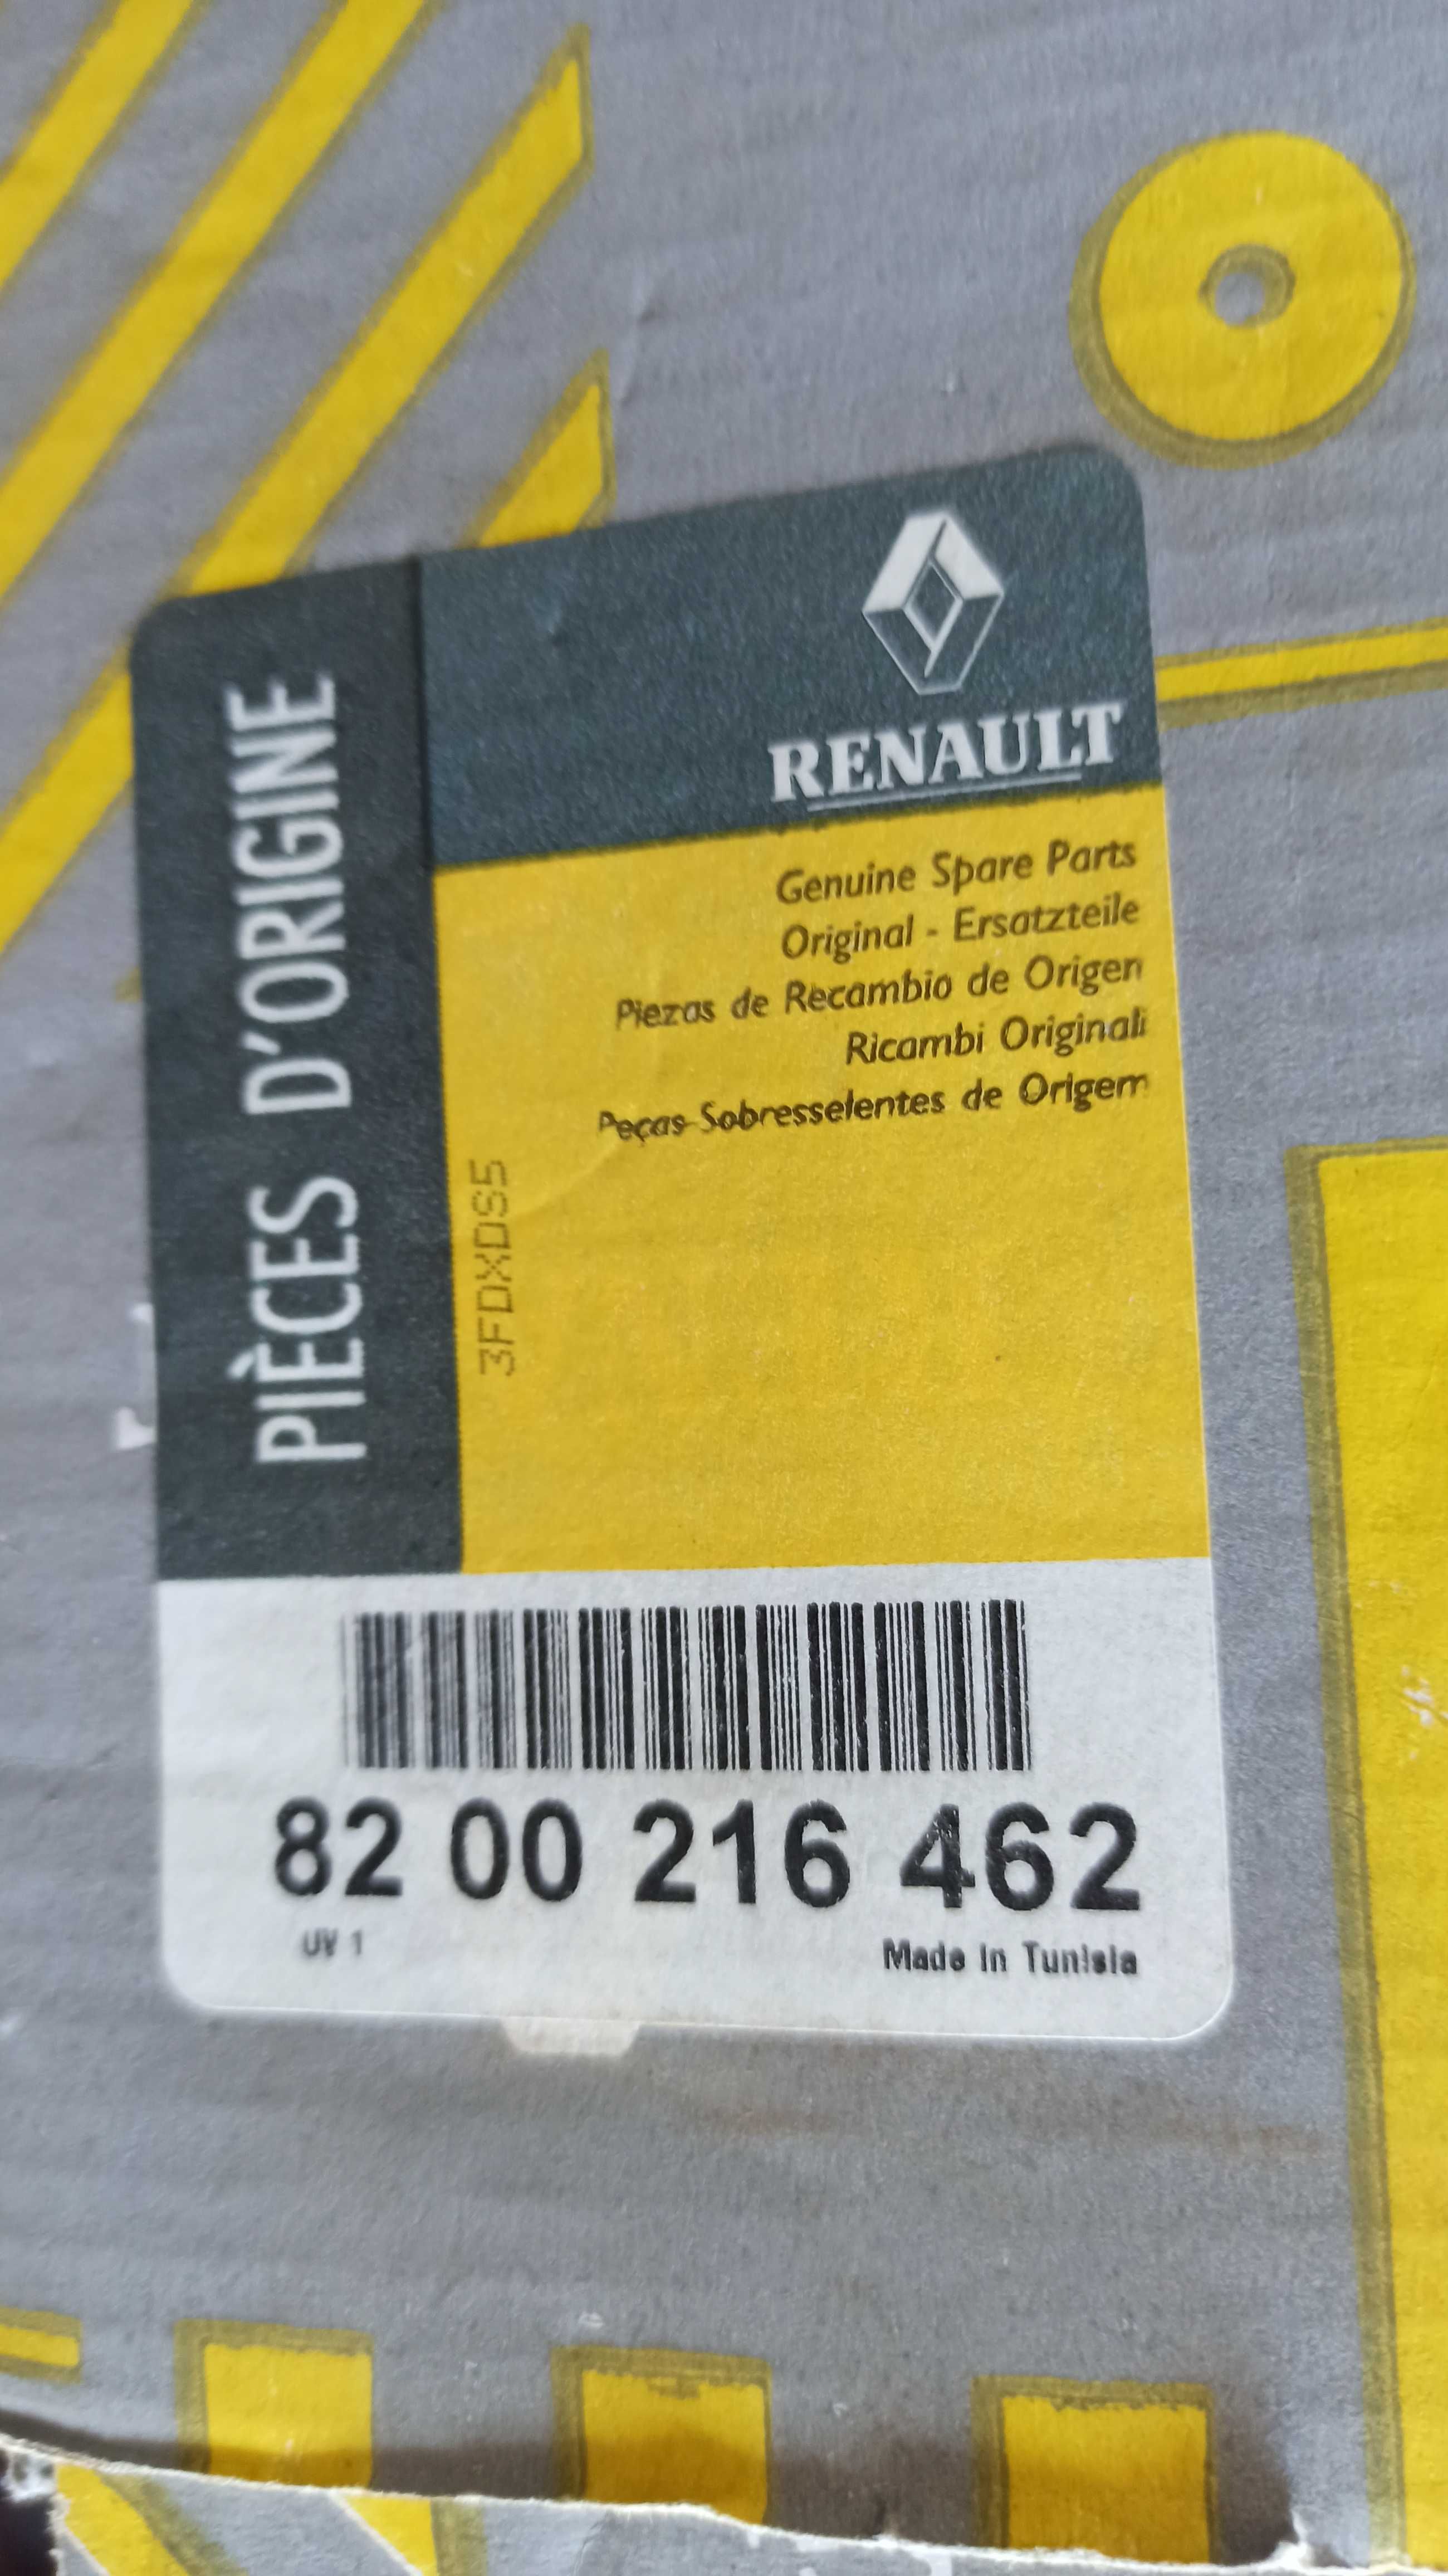 RENAULT
PIÈCES D'ORIGINE
Genuine Spare Parts
Original - Ersatzteile
Piezas de Recambio de Origen
Ricambi Originali
Peças Sobresselentes de Origem
3FDXDS5
82 00 216 462
UV 1
Made in Tunisia